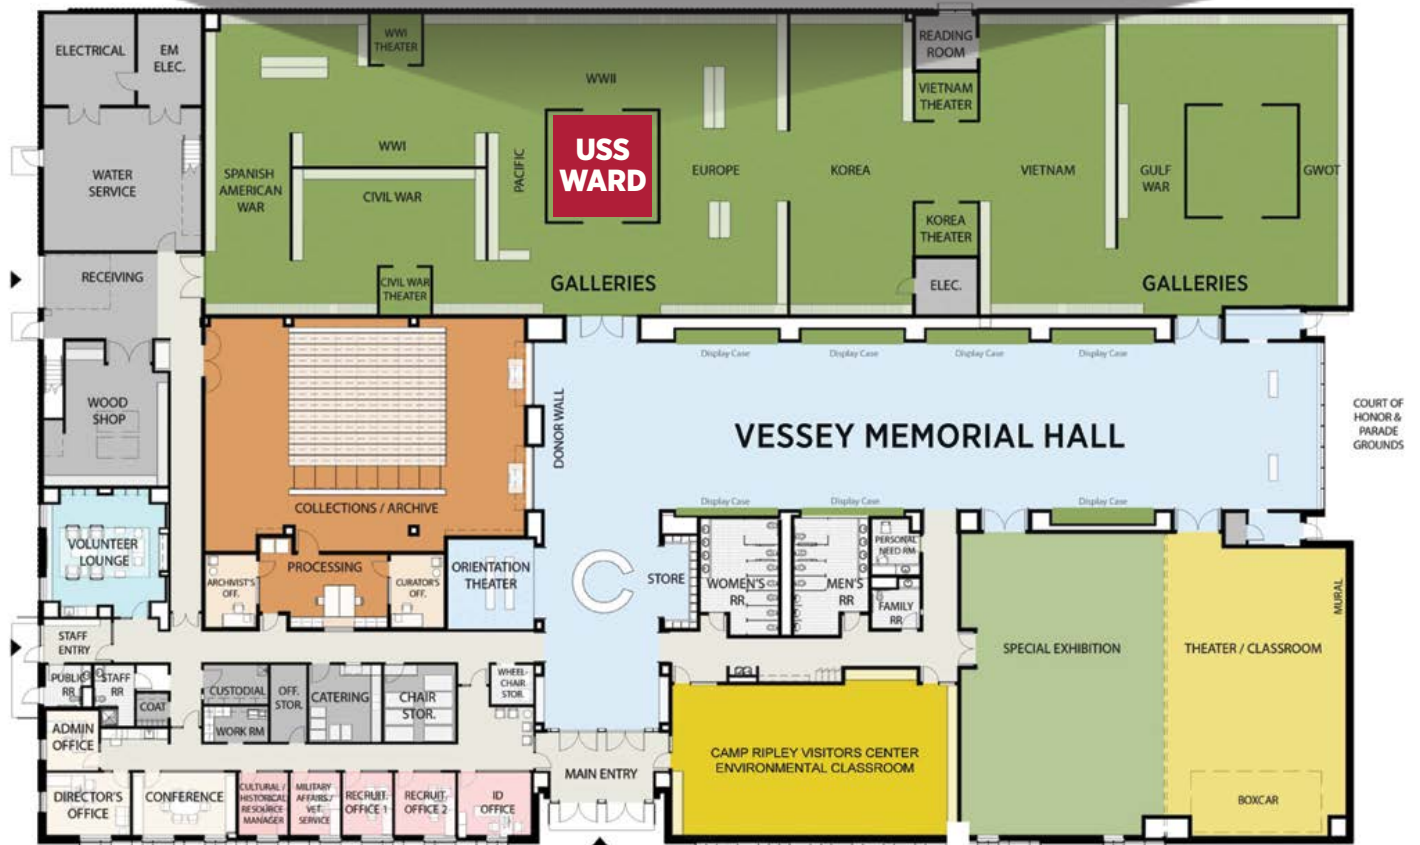 ELECTRICAL
EM
ELEC.
WWI
THEATER
WWII
READING
ROOM
VIETNAM
THEATER
WATER
SERVICE
SPANISH
AMERICAN
WAR
WWI
CIVIL WAR
PACIFIC
USS
WARD
EUROPE
KOREA
VIETNAM
GULF
WAR
GWOT
KOREA
THEATER
RECEIVING
CIVIL WAR
THEATER
GALLERIES
ELEC.
GALLERIES
Display Case
Display Case
Display Case
Display Case
WOOD
SHOP
DONOR WALL
VESSEY MEMORIAL HALL
COURT OF
HONOR &
PARADE
GROUNDS
COLLECTIONS / ARCHIVE
Display Case
Display Case
Display Case
VOLUNTEER
LOUNGE
ARCHIVIST'S
OFF.
PROCESSING
CURATOR'S
OFF.
ORIENTATION
THEATER
STORE
WOMEN'S
RR
MEN'S
RR
PERSONAL
NEED RM
FAMILY
RR
MURAL
STAFF
ENTRY
SPECIAL EXHIBITION
THEATER / CLASSROOM
PUBLIC
RR
STAFF
RR
COAT
CUSTODIAL
WORK RM
OFF.
STOR.
CATERING
CHAIR
STOR.
WHEEL-
CHAIR
STOR.
ADMIN
OFFICE
CAMP RIPLEY VISITORS CENTER
ENVIRONMENTAL CLASSROOM
MAIN ENTRY
DIRECTOR'S
OFFICE
CONFERENCE
CULTURAL /
HISTORICAL
RESOURCE
MANAGER
MILITARY
AFFAIRS /
VET.
SERVICE
RECRUIT.
OFFICE 1
RECRUIT.
OFFICE 2
ID
OFFICE
BOXCAR